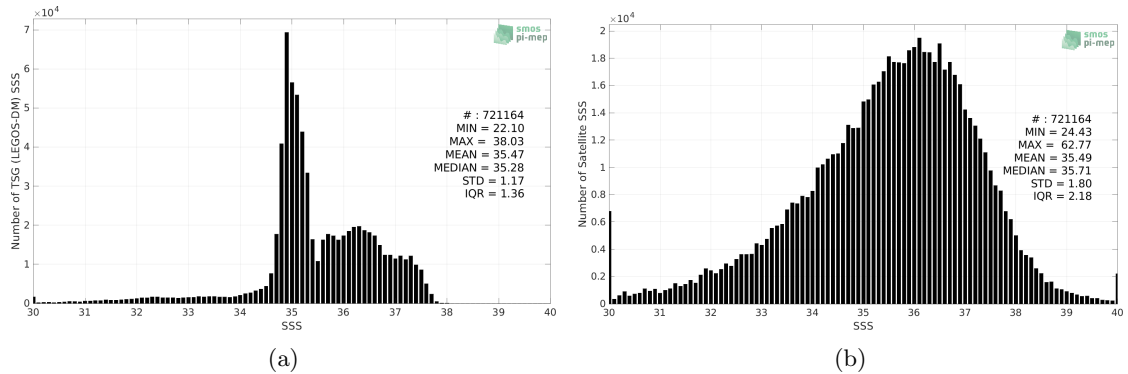 ×10⁴
7
6
5
4
3
2
1
0
30 31 32 33 34 35 36 37 38 39 40
SSS
Number of TSG (LEGOS-DM) SSS
smos
pi-mep
# : 721164
MIN = 22.10
MAX = 38.03
MEAN = 35.47
MEDIAN = 35.28
STD = 1.17
IQR = 1.36
(a)
×10⁴
2
1.8
1.6
1.4
1.2
1
0.8
0.6
0.4
0.2
0
30 31 32 33 34 35 36 37 38 39 40
SSS
Number of Satellite SSS
smos
pi-mep
# : 721164
MIN = 24.43
MAX = 62.77
MEAN = 35.49
MEDIAN = 35.71
STD = 1.80
IQR = 2.18
(b)